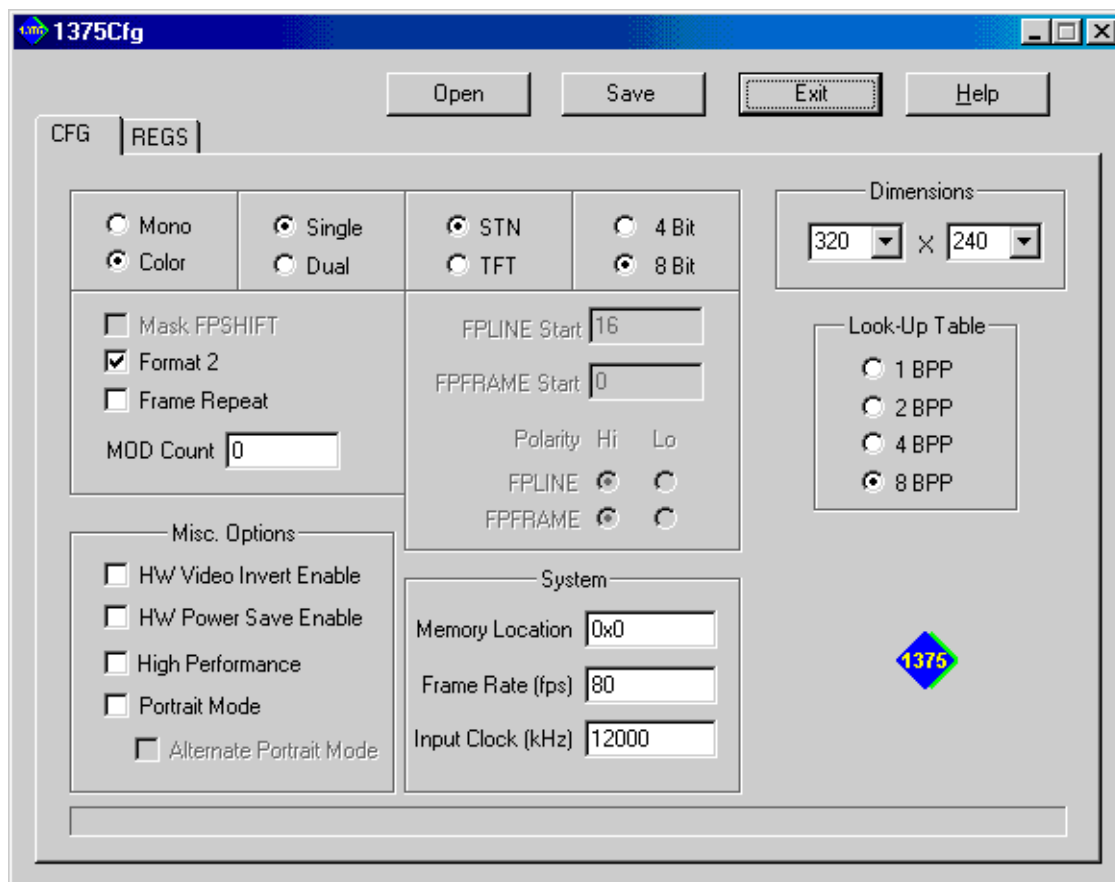 1375Cfg
Open Save Exit Help
CFG REGS
Mono Single STN 4 Bit
Color Dual TFT 8 Bit
Dimensions
320 X 240
Mask FPSHIFT
Format 2
Frame Repeat
MOD Count 0
FPLINE Start 16
FPFRAME Start 0
Polarity Hi Lo
FPLINE
FPFRAME
Look-Up Table
1 BPP
2 BPP
4 BPP
8 BPP
Misc. Options
HW Video Invert Enable
HW Power Save Enable
High Performance
Portrait Mode
Alternate Portrait Mode
System
Memory Location 0x0
Frame Rate (fps) 80
Input Clock (kHz) 12000
1375